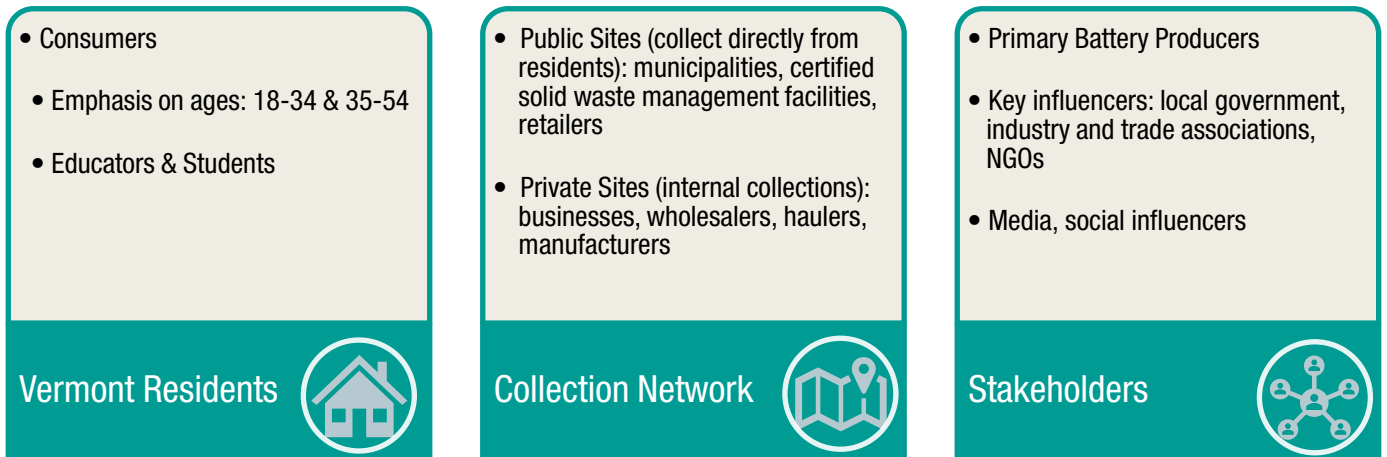 • Consumers
• Emphasis on ages: 18-34 & 35-54
• Educators & Students
Vermont Residents
• Public Sites (collect directly from
residents): municipalities, certified
solid waste management facilities,
retailers
• Private Sites (internal collections):
businesses, wholesalers, haulers,
manufacturers
Collection Network
• Primary Battery Producers
• Key influencers: local government,
industry and trade associations,
NGOs
• Media, social influencers
Stakeholders